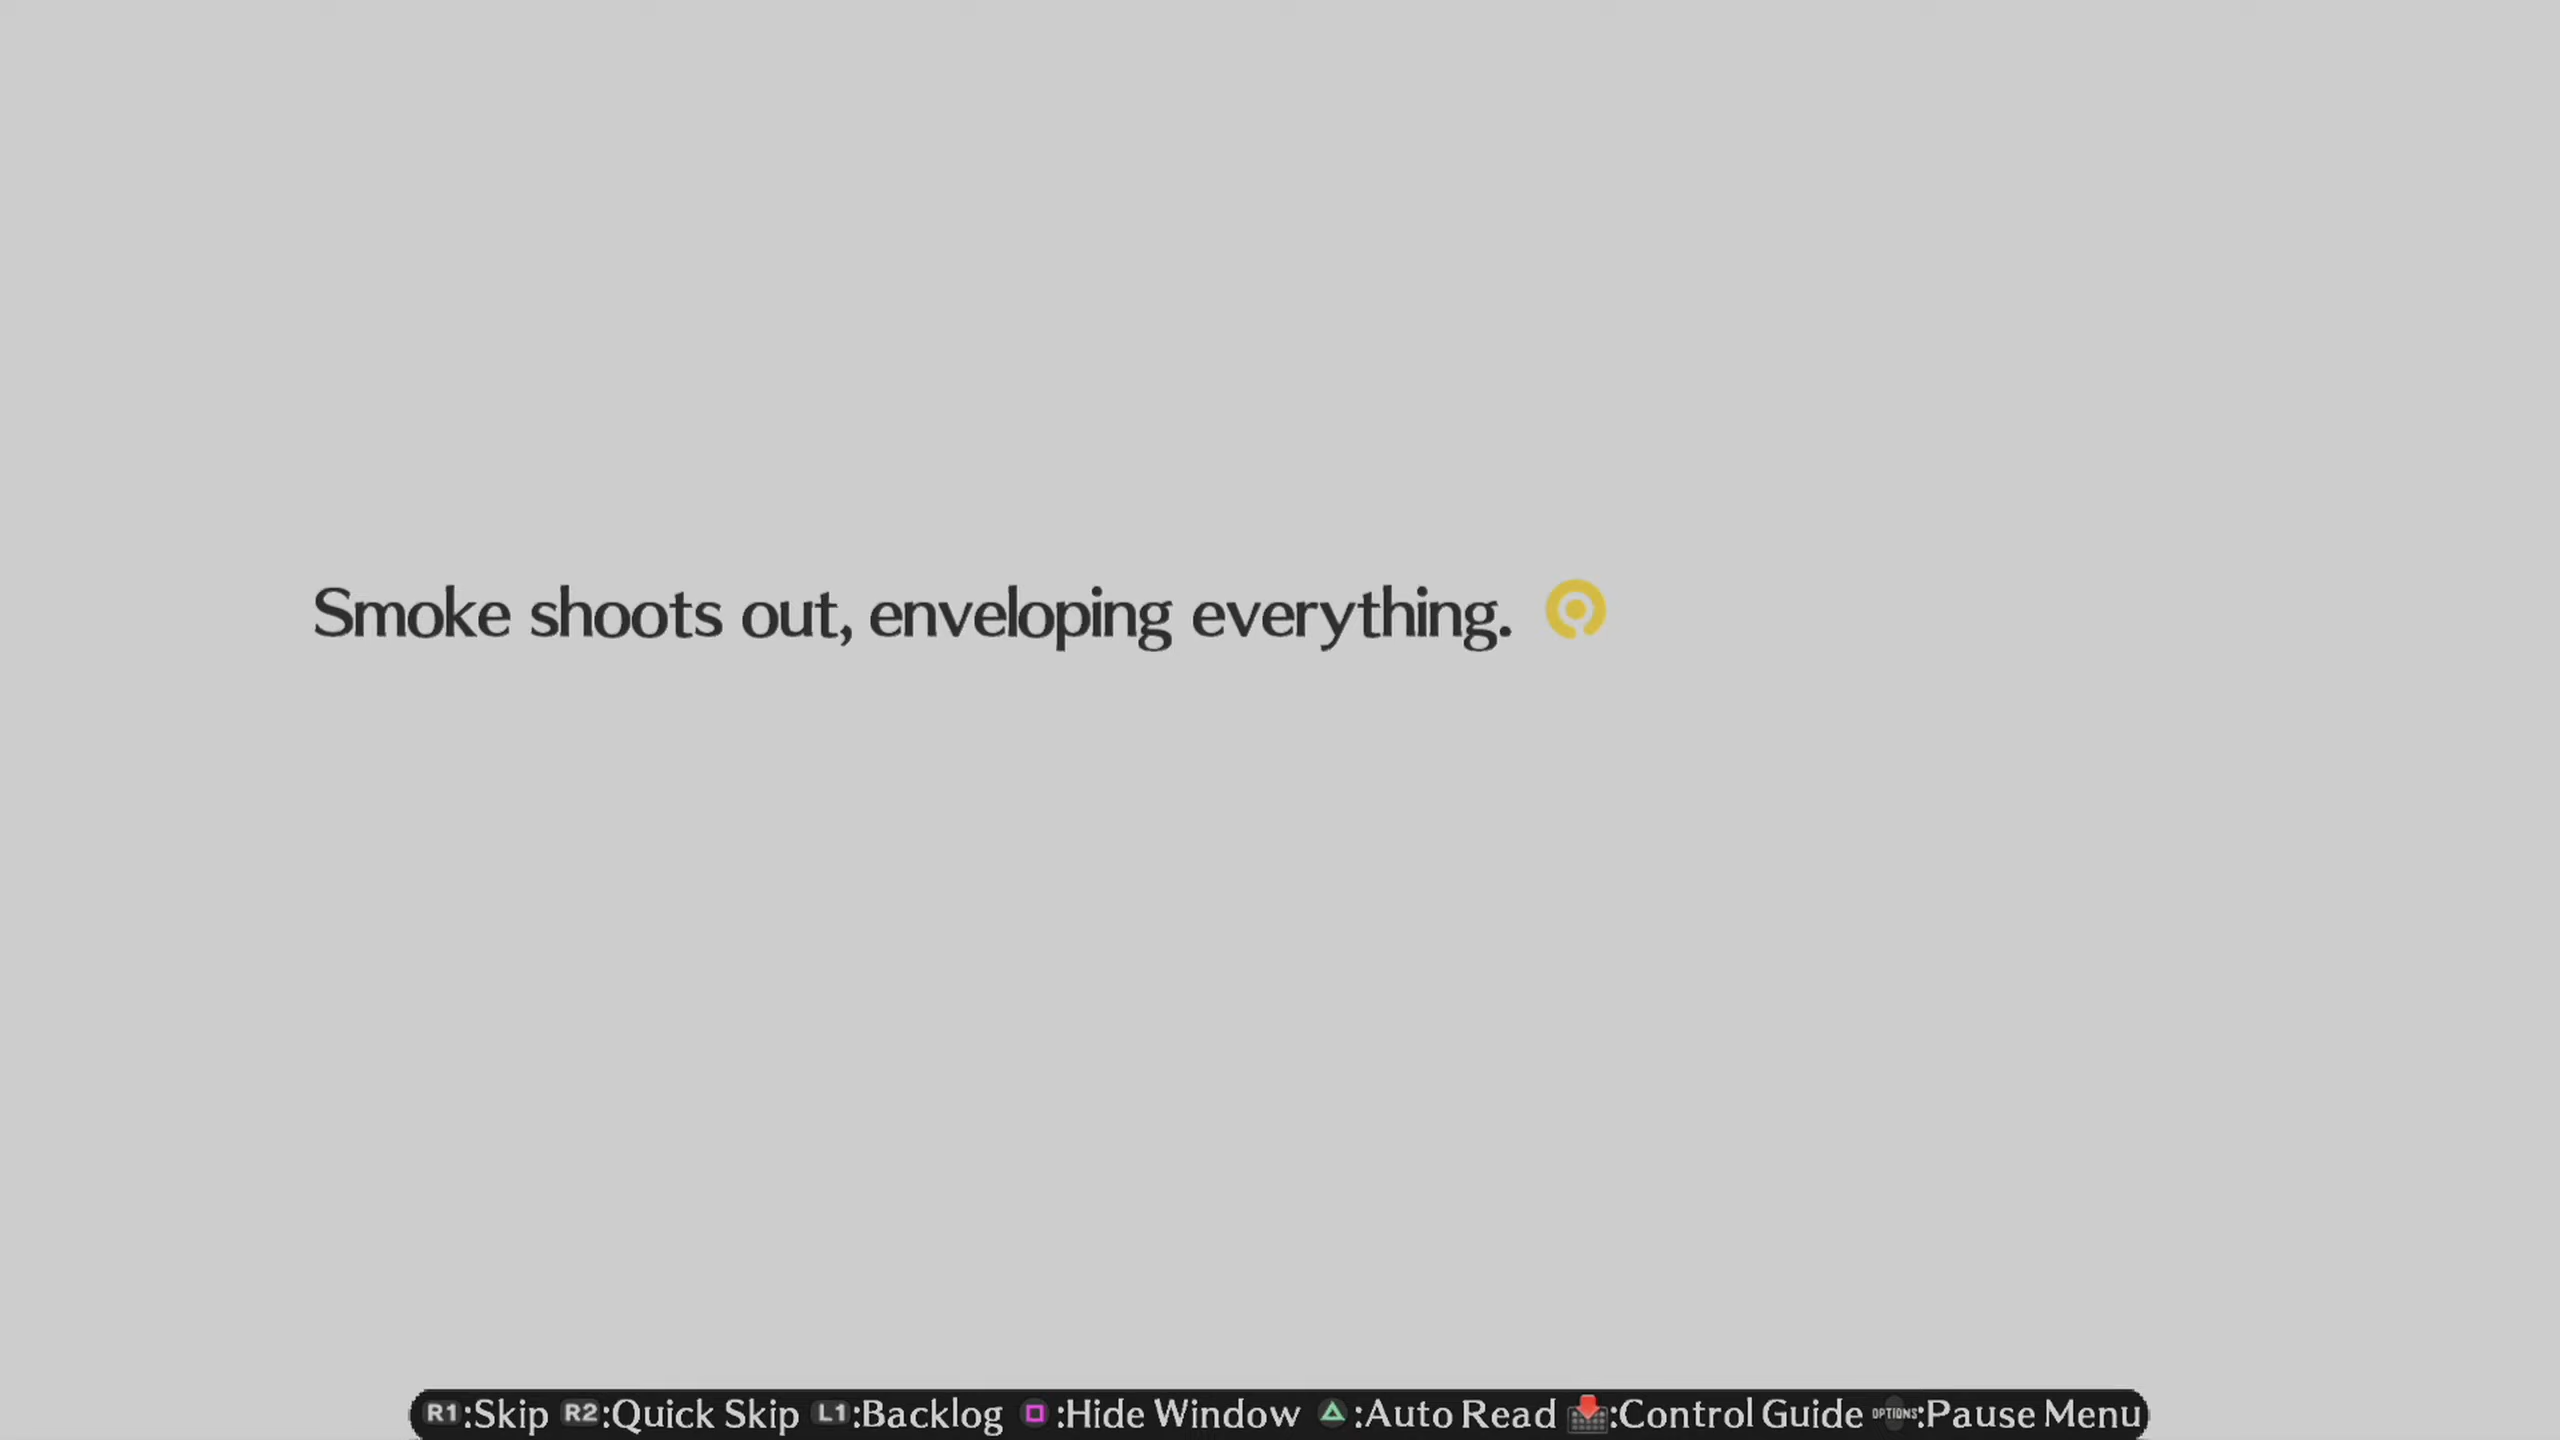 Smoke shoots out, enveloping everything.
R1:Skip R2:Quick Skip L1:Backlog :Hide Window :Auto Read :Control Guide OPTIONS:Pause Menu